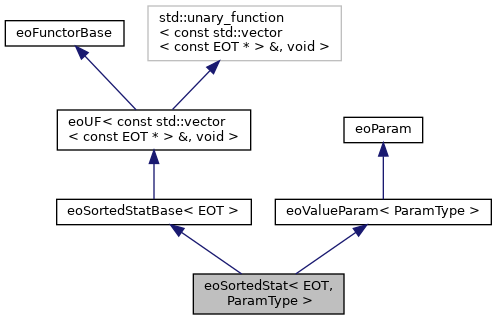 eoFunctorBase
std::unary_function
< const std::vector
< const EOT * > &, void >
eoUF< const std::vector
< const EOT * > &, void >
eoParam
eoSortedStatBase< EOT >
eoValueParam< ParamType >
eoSortedStat< EOT,
ParamType >